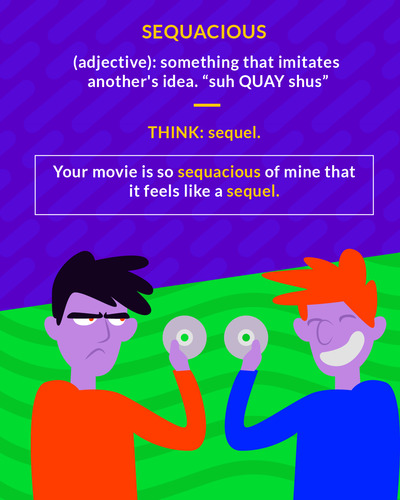 SEQUACIOUS
(adjective): something that imitates
another's idea. “suh QUAY shus”
THINK: sequel.
Your movie is so sequacious of mine that
it feels like a sequel.